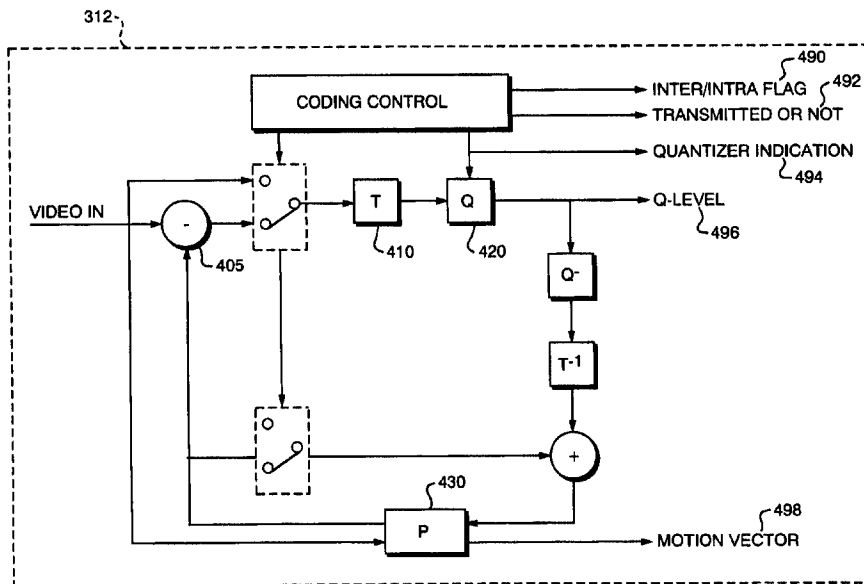 312
490
INTER/INTRA FLAG
492
CODING CONTROL
TRANSMITTED OR NOT
QUANTIZER INDICATION
494
VIDEO IN
-
T
Q
Q-LEVEL
405
410
420
496
Q-
T-1
+
430
P
498
MOTION VECTOR